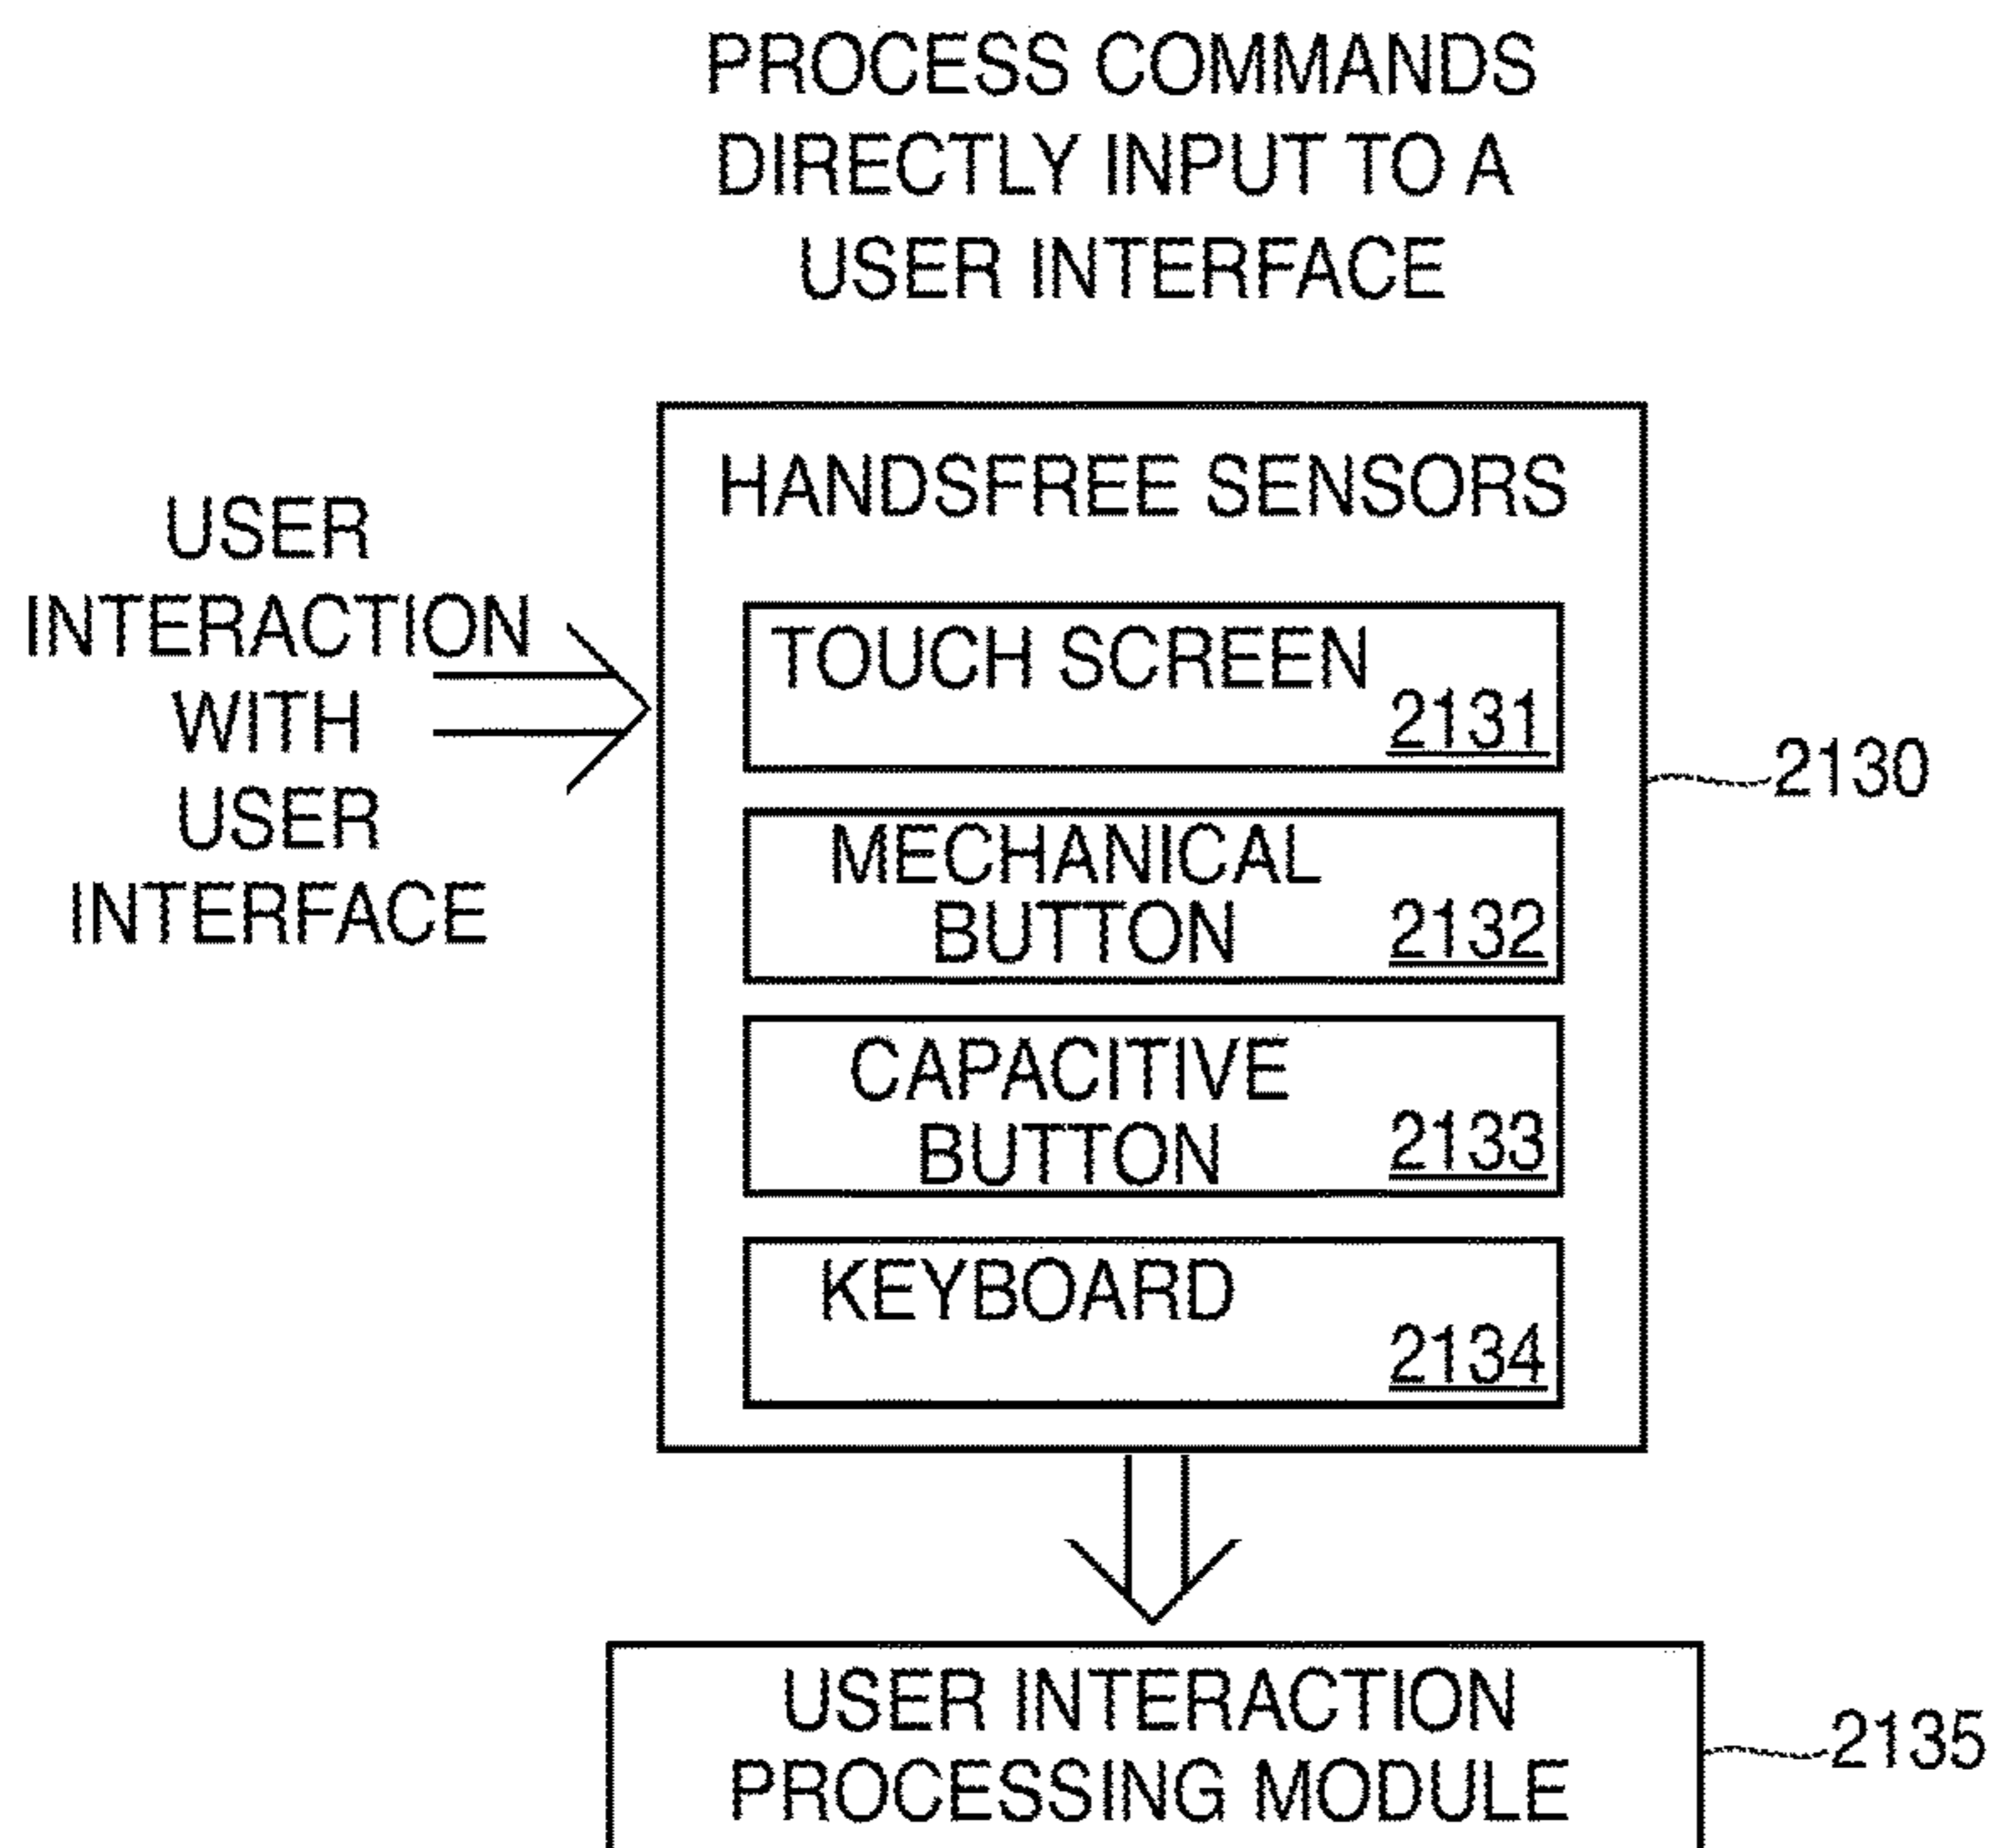 PROCESS COMMANDS
DIRECTLY INPUT TO A
USER INTERFACE
USER
INTERACTION
WITH
USER
INTERFACE
HANDSFREE SENSORS
TOUCH SCREEN
2131
MECHANICAL
BUTTON
2132
CAPACITIVE
BUTTON
2133
KEYBOARD
2134
2130
USER INTERACTION
PROCESSING MODULE
2135